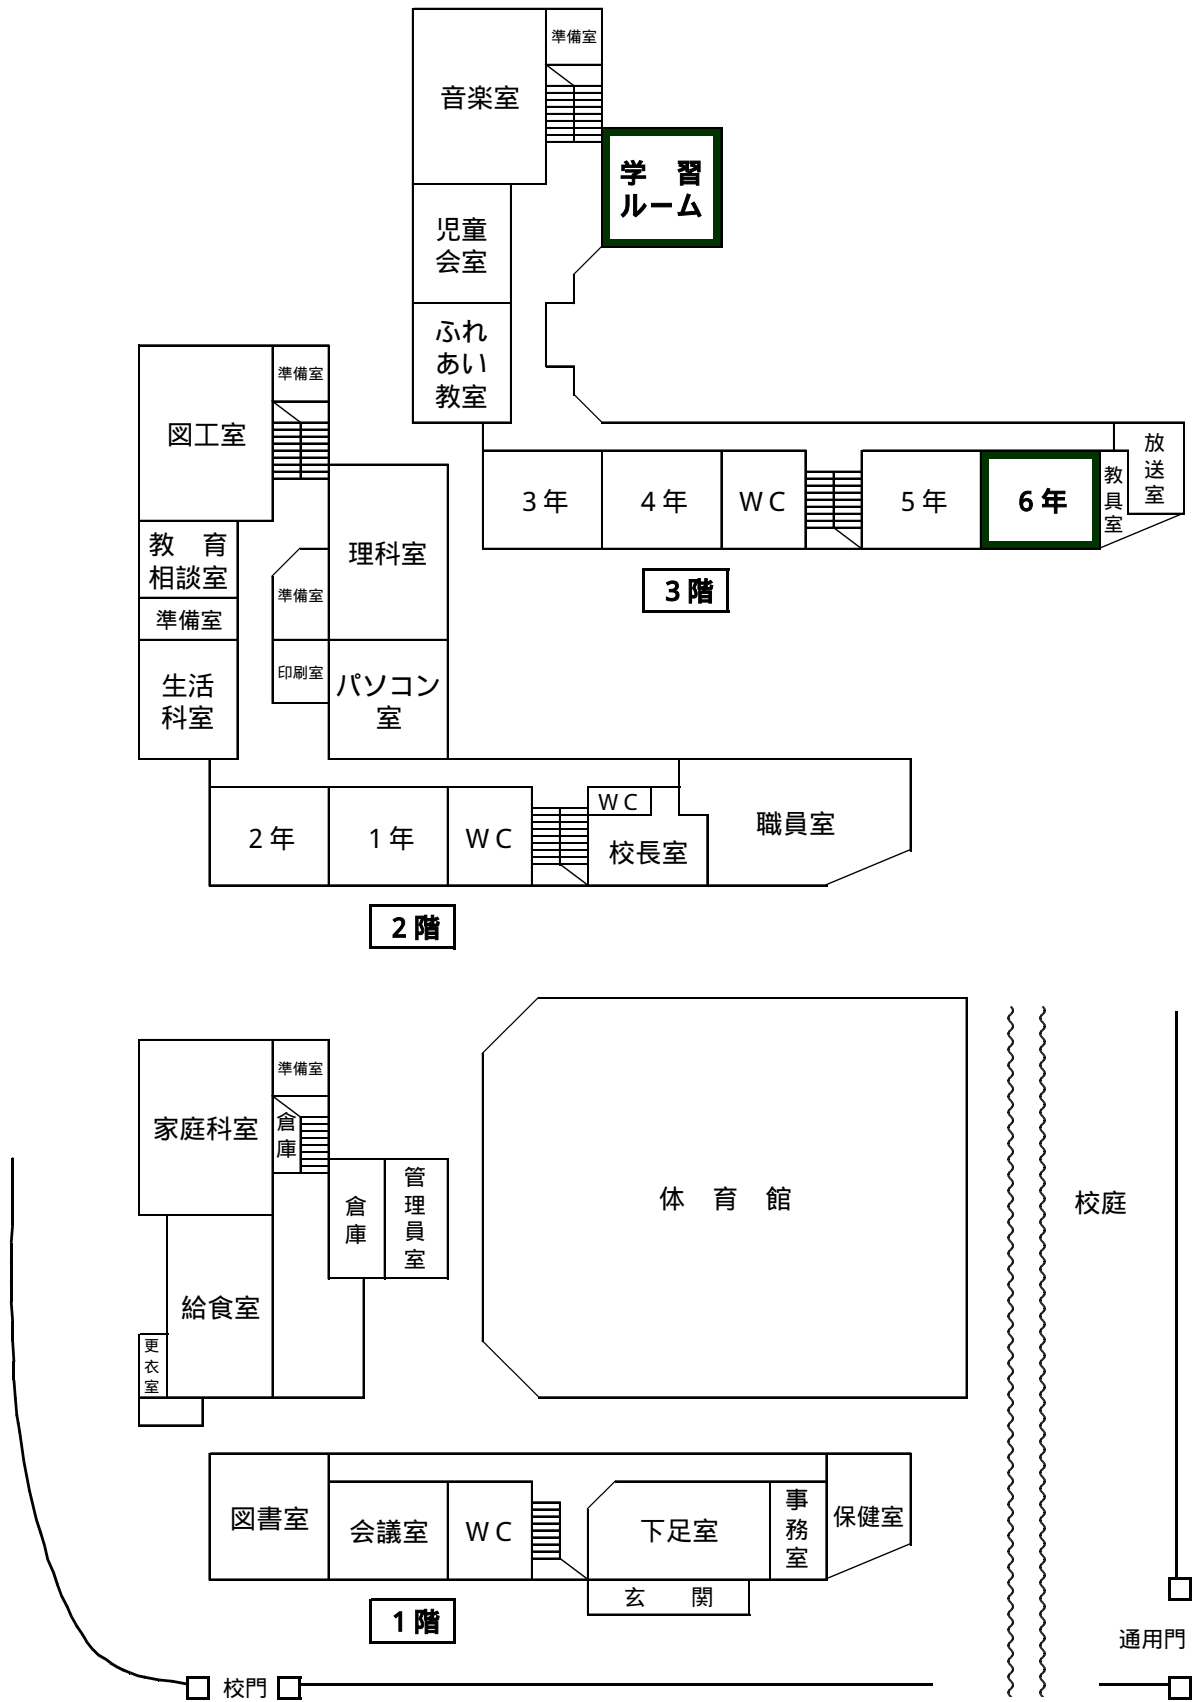 準備室
音楽室
学　習
ルーム
児童
会室
ふれ
あい
教室
放送室
3年
4年
WC
5年
6年
教具室
3階
準備室
図工室
理科室
教　育
相談室
準備室
準備室
生活
科室
印刷室
パソコン
室
2年
1年
WC
WC
校長室
職員室
2階
準備室
家庭科室
倉庫
倉庫
管理員室
体　育　館
校庭
給食室
更衣室
図書室
会議室
WC
下足室
事務室
保健室
玄　関
1階
通用門
校門